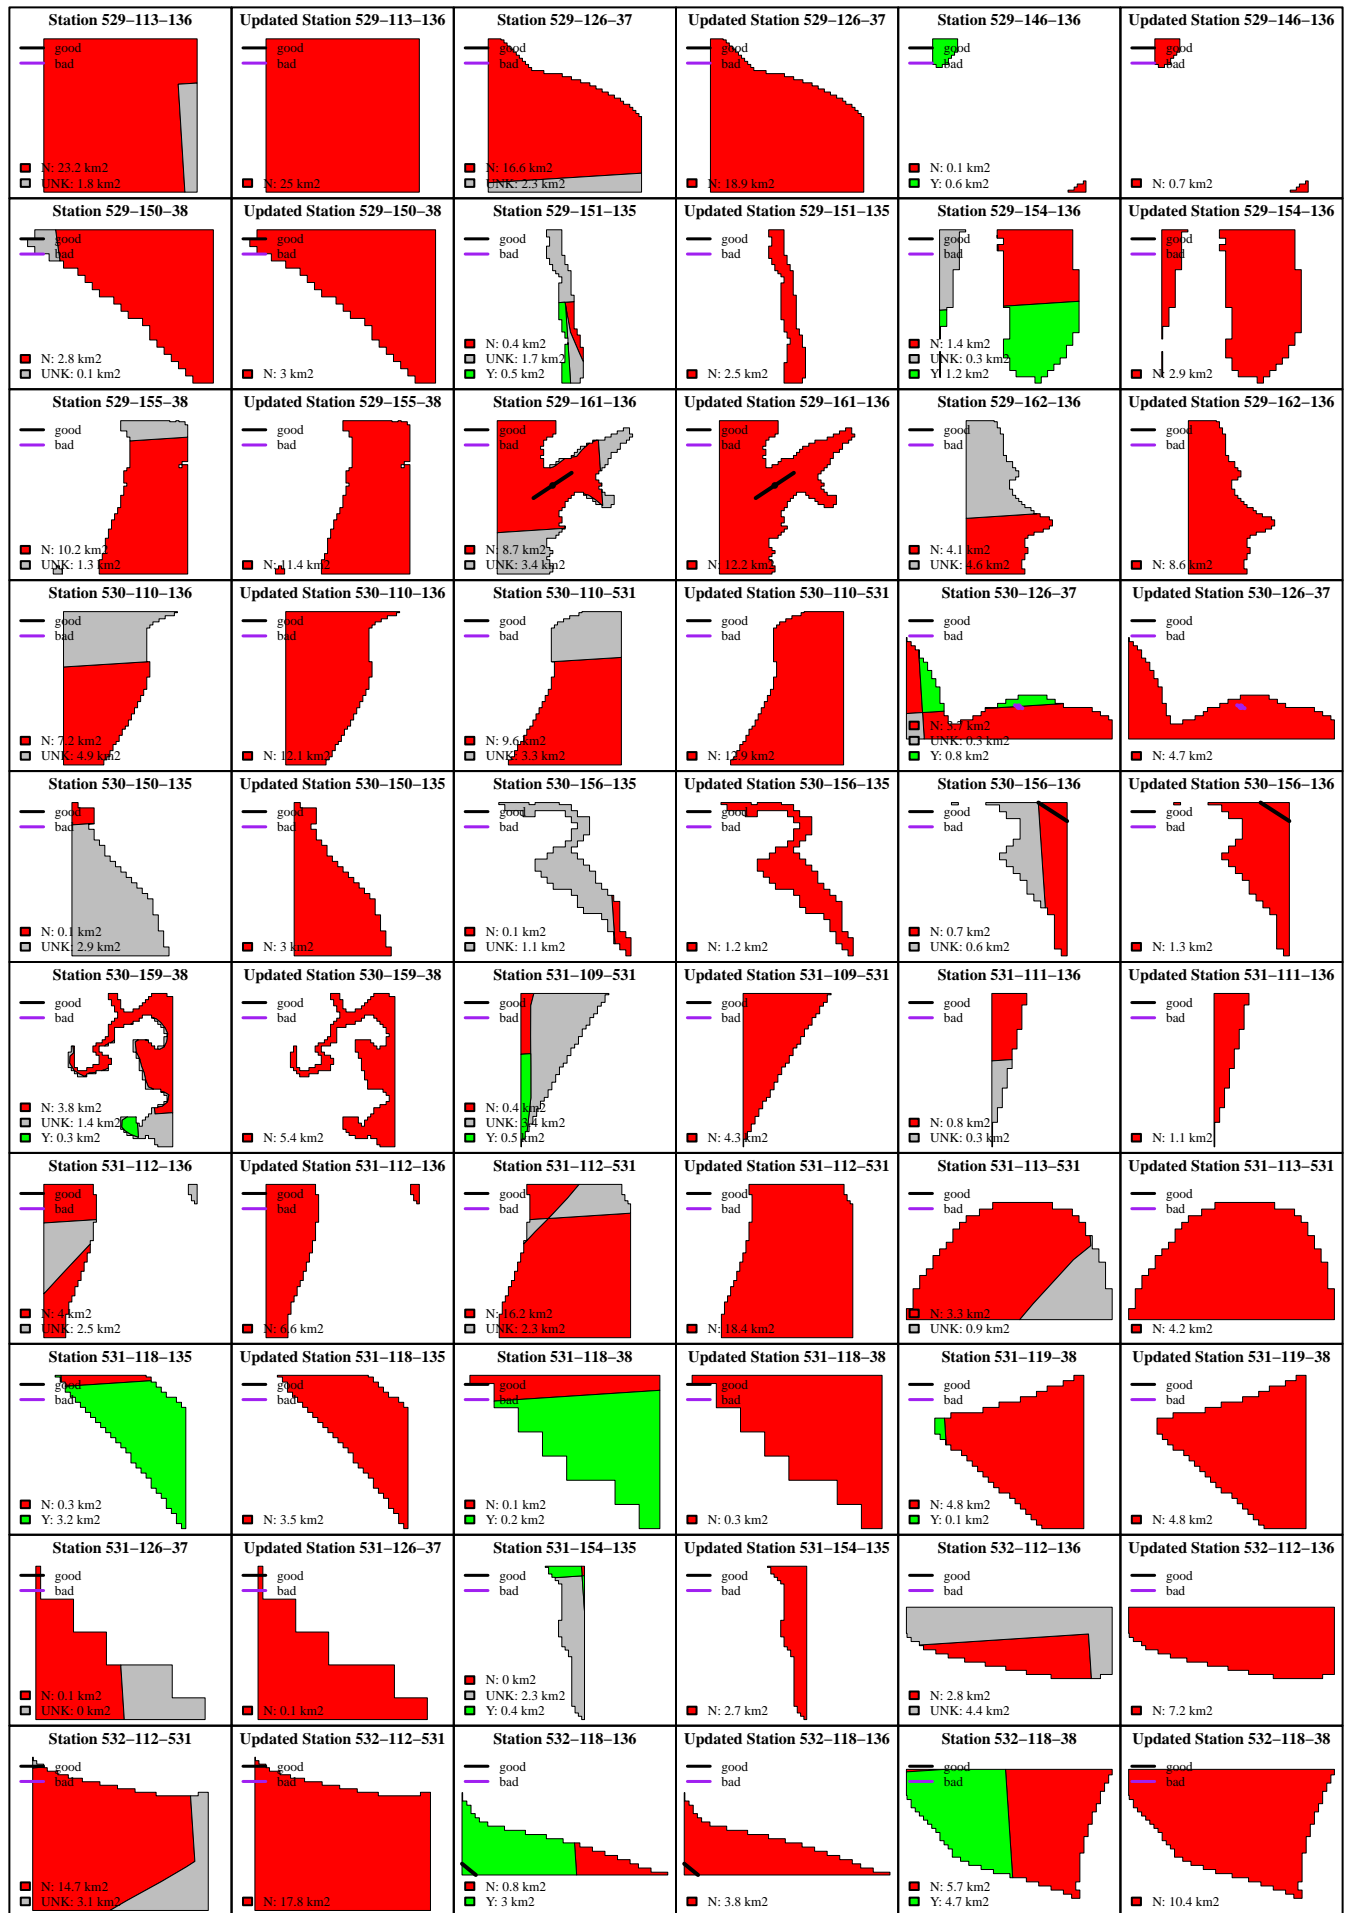 Station 529–113–136
good
bad
N: 23.2 km2
UNK: 1.8 km2
Updated Station 529–113–136
good
bad
N: 25 km2
Station 529–126–37
good
bad
N: 16.6 km2
UNK: 2.3 km2
Updated Station 529–126–37
good
bad
N: 18.9 km2
Station 529–146–136
good
bad
N: 0.1 km2
Y: 0.6 km2
Updated Station 529–146–136
good
bad
N: 0.7 km2
Station 529–150–38
good
bad
N: 2.8 km2
UNK: 0.1 km2
Updated Station 529–150–38
good
bad
N: 3 km2
Station 529–151–135
good
bad
N: 0.4 km2
UNK: 1.7 km2
Y: 0.5 km2
Updated Station 529–151–135
good
bad
N: 2.5 km2
Station 529–154–136
good
bad
N: 1.4 km2
UNK: 0.3 km2
Y: 1.2 km2
Updated Station 529–154–136
good
bad
N: 2.9 km2
Station 529–155–38
good
bad
N: 10.2 km2
UNK: 1.3 km2
Updated Station 529–155–38
good
bad
N: 11.4 km2
Station 529–161–136
good
bad
N: 8.7 km2
UNK: 3.4 km2
Updated Station 529–161–136
good
bad
N: 12.2 km2
Station 529–162–136
good
bad
N: 4.1 km2
UNK: 4.6 km2
Updated Station 529–162–136
good
bad
N: 8.6 km2
Station 530–110–136
good
bad
N: 7.2 km2
UNK: 4.9 km2
Updated Station 530–110–136
good
bad
N: 12.1 km2
Station 530–110–531
good
bad
N: 9.6 km2
UNK: 3.3 km2
Updated Station 530–110–531
good
bad
N: 12.9 km2
Station 530–126–37
good
bad
N: 3.7 km2
UNK: 0.3 km2
Y: 0.8 km2
Updated Station 530–126–37
good
bad
N: 4.7 km2
Station 530–150–135
good
bad
N: 0.1 km2
UNK: 2.9 km2
Updated Station 530–150–135
good
bad
N: 3 km2
Station 530–156–135
good
bad
N: 0.1 km2
UNK: 1.1 km2
Updated Station 530–156–135
good
bad
N: 1.2 km2
Station 530–156–136
good
bad
N: 0.7 km2
UNK: 0.6 km2
Updated Station 530–156–136
good
bad
N: 1.3 km2
Station 530–159–38
good
bad
N: 3.8 km2
UNK: 1.4 km2
Y: 0.3 km2
Updated Station 530–159–38
good
bad
N: 5.4 km2
Station 531–109–531
good
bad
N: 0.4 km2
UNK: 3.4 km2
Y: 0.5 km2
Updated Station 531–109–531
good
bad
N: 4.3 km2
Station 531–111–136
good
bad
N: 0.8 km2
UNK: 0.3 km2
Updated Station 531–111–136
good
bad
N: 1.1 km2
Station 531–112–136
good
bad
N: 4 km2
UNK: 2.5 km2
Updated Station 531–112–136
good
bad
N: 6.6 km2
Station 531–112–531
good
bad
N: 16.2 km2
UNK: 2.3 km2
Updated Station 531–112–531
good
bad
N: 18.4 km2
Station 531–113–531
good
bad
N: 3.3 km2
UNK: 0.9 km2
Updated Station 531–113–531
good
bad
N: 4.2 km2
Station 531–118–135
good
bad
N: 0.3 km2
Y: 3.2 km2
Updated Station 531–118–135
good
bad
N: 3.5 km2
Station 531–118–38
good
bad
N: 0.1 km2
Y: 0.2 km2
Updated Station 531–118–38
good
bad
N: 0.3 km2
Station 531–119–38
good
bad
N: 4.8 km2
Y: 0.1 km2
Updated Station 531–119–38
good
bad
N: 4.8 km2
Station 531–126–37
good
bad
N: 0.1 km2
UNK: 0 km2
Updated Station 531–126–37
good
bad
N: 0.1 km2
Station 531–154–135
good
bad
N: 0 km2
UNK: 2.3 km2
Y: 0.4 km2
Updated Station 531–154–135
good
bad
N: 2.7 km2
Station 532–112–136
good
bad
N: 2.8 km2
UNK: 4.4 km2
Updated Station 532–112–136
good
bad
N: 7.2 km2
Station 532–112–531
good
bad
N: 14.7 km2
UNK: 3.1 km2
Updated Station 532–112–531
good
bad
N: 17.8 km2
Station 532–118–136
good
bad
N: 0.8 km2
Y: 3 km2
Updated Station 532–118–136
good
bad
N: 3.8 km2
Station 532–118–38
good
bad
N: 5.7 km2
Y: 4.7 km2
Updated Station 532–118–38
good
bad
N: 10.4 km2